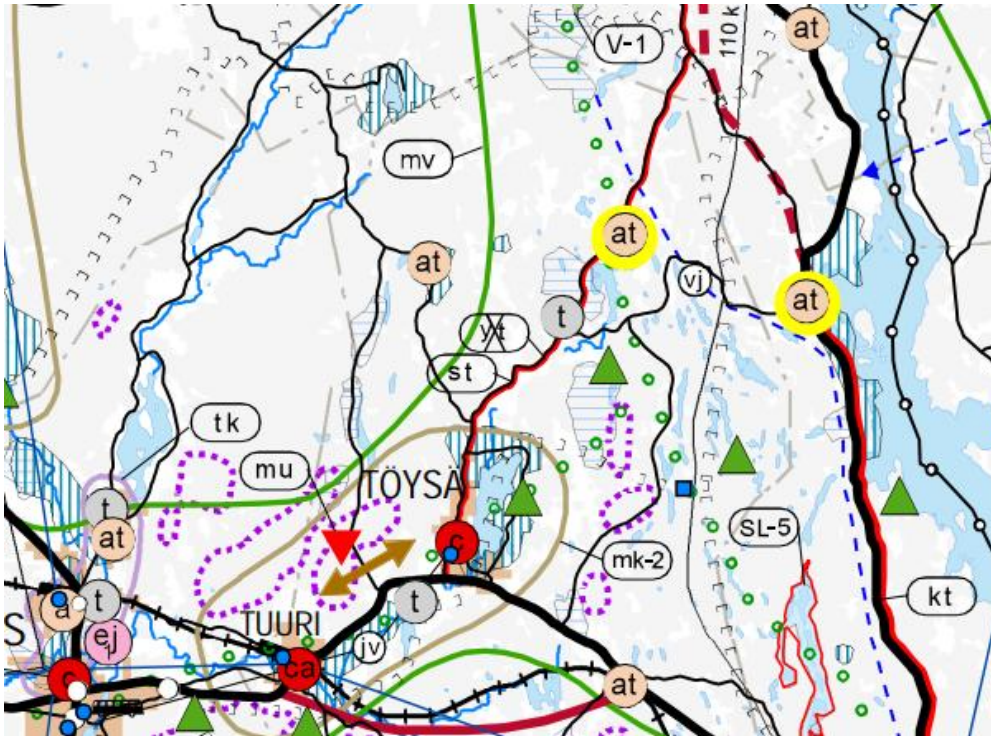 at
V-1
110 k
mv
at
at
vj
at
t
yt
st
tk
mu
TÖYSÄ
t
at
c
SL-5
mk-2
a
t
t
kt
S
ej
TUURI
jv
c
ca
at